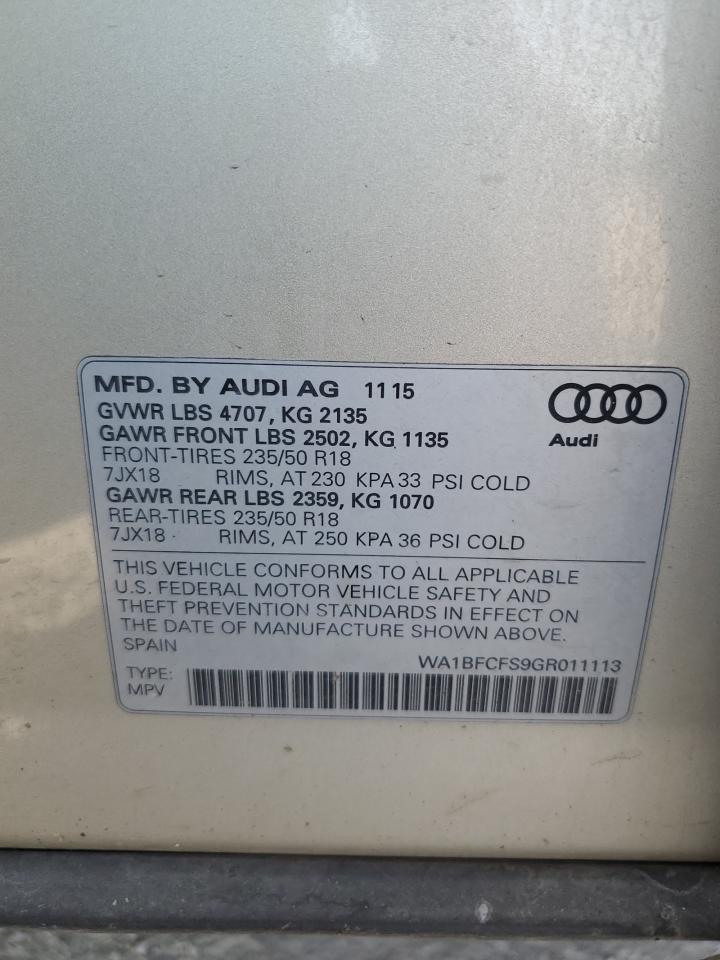 MFD. BY AUDI AG 11 15
GVWR LBS 4707, KG 2135
GAWR FRONT LBS 2502, KG 1135
FRONT-TIRES 235/50 R18
7JX18 RIMS, AT 230 KPA 33 PSI COLD
GAWR REAR LBS 2359, KG 1070
REAR-TIRES 235/50 R18
7JX18 RIMS, AT 250 KPA 36 PSI COLD
Audi
THIS VEHICLE CONFORMS TO ALL APPLICABLE
U.S. FEDERAL MOTOR VEHICLE SAFETY AND
THEFT PREVENTION STANDARDS IN EFFECT ON
THE DATE OF MANUFACTURE SHOWN ABOVE.
SPAIN
WA1BFCFS9GR011113
TYPE:
MPV